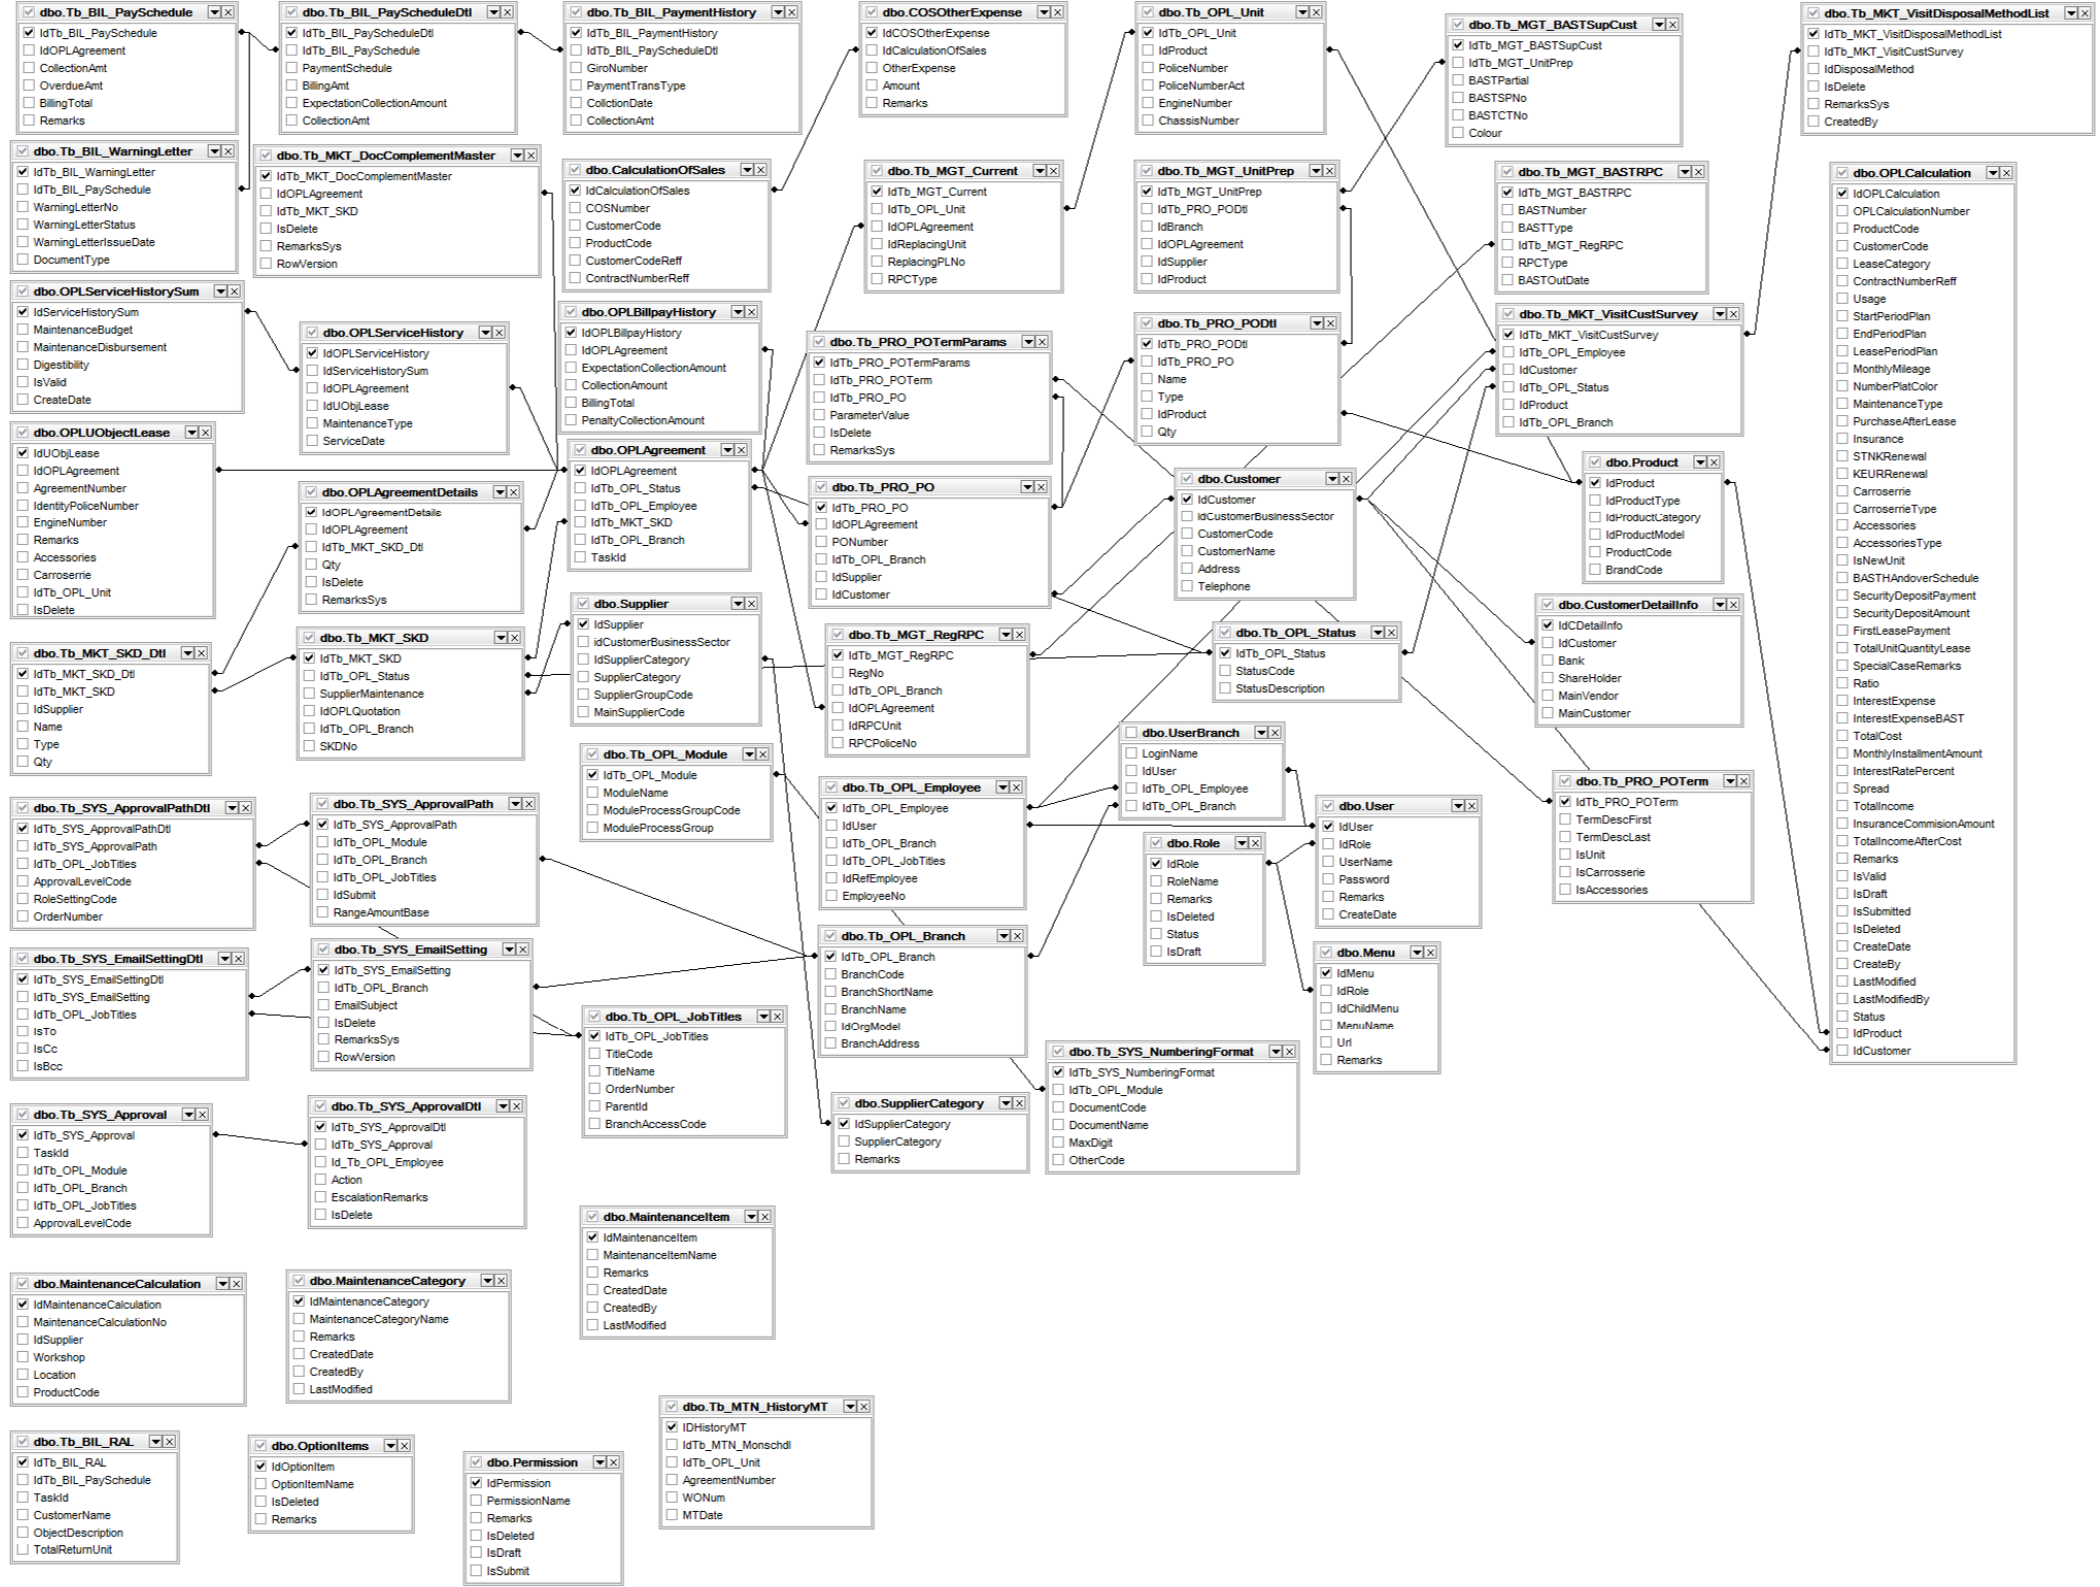 dbo.Tb_BIL_PaySchedule
IdTb_BIL_PaySchedule
IdOPLAgreement
CollectionAmt
OverdueAmt
BillingTotal
Remarks
dbo.Tb_BIL_PayScheduleDtl
IdTb_BIL_PayScheduleDtl
IdTb_BIL_PaySchedule
PaymentSchedule
BillingAmt
ExpectationCollectionAmount
CollectionAmt
dbo.Tb_BIL_PaymentHistory
IdTb_BIL_PaymentHistory
IdTb_BIL_PayScheduleDtl
GiroNumber
PaymentTransType
CollctionDate
CollectionAmt
dbo.COSOtherExpense
IdCOSOtherExpense
IdCalculationOfSales
OtherExpense
Amount
Remarks
dbo.Tb_OPL_Unit
IdTb_OPL_Unit
IdProduct
PoliceNumber
PoliceNumberAct
EngineNumber
ChassisNumber
dbo.Tb_MGT_BASTSupCust
IdTb_MGT_BASTSupCust
IdTb_MGT_UnitPrep
BASTPartial
BASTSPNo
BASTCTNo
Colour
dbo.Tb_MKT_VisitDisposalMethodList
IdTb_MKT_VisitDisposalMethodList
IdTb_MKT_VisitCustSurvey
IdDisposalMethod
IsDelete
RemarksSys
CreatedBy
dbo.Tb_BIL_WarningLetter
IdTb_BIL_WarningLetter
IdTb_BIL_PaySchedule
WarningLetterNo
WarningLetterStatus
WarningLetterIssueDate
DocumentType
dbo.Tb_MKT_DocComplementMaster
IdTb_MKT_DocComplementMaster
IdOPLAgreement
IdTb_MKT_SKD
IsDelete
RemarksSys
RowVersion
dbo.CalculationOfSales
IdCalculationOfSales
COSNumber
CustomerCode
ProductCode
CustomerCodeReff
ContractNumberReff
dbo.Tb_MGT_Current
IdTb_MGT_Current
IdTb_OPL_Unit
IdOPLAgreement
IdReplacingUnit
ReplacingPLNo
RPCType
dbo.Tb_MGT_UnitPrep
IdTb_MGT_UnitPrep
IdTb_PRO_PODtl
IdBranch
IdOPLAgreement
IdSupplier
IdProduct
dbo.Tb_MGT_BASTRPC
IdTb_MGT_BASTRPC
BASTNumber
BASTType
IdTb_MGT_RegRPC
RPCType
BASTOutDate
dbo.OPLCalculation
IdOPLCalculation
OPLCalculationNumber
ProductCode
CustomerCode
LeaseCategory
ContractNumberReff
Usage
StartPeriodPlan
EndPeriodPlan
LeasePeriodPlan
MonthlyMileage
NumberPlatColor
MaintenanceType
PurchaseAfterLease
Insurance
STNKRenewal
KEURRenewal
Carroserrie
CarroserrieType
Accessories
AccessoriesType
IsNewUnit
BASTHAndoverSchedule
SecurityDepositPayment
SecurityDepositAmount
FirstLeasePayment
TotalUnitQuantityLease
SpecialCaseRemarks
Ratio
InterestExpense
InterestExpenseBAST
TotalCost
MonthlyInstallmentAmount
InterestRatePercent
Spread
TotalIncome
InsuranceCommisionAmount
TotalIncomeAfterCost
Remarks
IsValid
IsDraft
IsSubmitted
IsDeleted
CreateDate
CreateBy
LastModified
LastModifiedBy
Status
IdProduct
IdCustomer
dbo.OPLServiceHistorySum
IdServiceHistorySum
MaintenanceBudget
MaintenanceDisbursement
Digestibility
IsValid
CreateDate
dbo.OPLServiceHistory
IdOPLServiceHistory
IdServiceHistorySum
IdOPLAgreement
IdUObjLease
MaintenanceType
ServiceDate
dbo.OPLBillpayHistory
IdOPLBillpayHistory
IdOPLAgreement
ExpectationCollectionAmount
CollectionAmount
BillingTotal
PenaltyCollectionAmount
dbo.Tb_PRO_POTermParams
IdTb_PRO_POTermParams
IdTb_PRO_POTerm
IdTb_PRO_PO
ParameterValue
IsDelete
RemarksSys
dbo.Tb_PRO_PODtl
IdTb_PRO_PODtl
IdTb_PRO_PO
Name
Type
IdProduct
Qty
dbo.Tb_MKT_VisitCustSurvey
IdTb_MKT_VisitCustSurvey
IdTb_OPL_Employee
IdCustomer
IdTb_OPL_Status
IdProduct
IdTb_OPL_Branch
dbo.OPLUObjectLease
IdUObjLease
IdOPLAgreement
AgreementNumber
IdentityPoliceNumber
EngineNumber
Remarks
Accessories
Carroserrie
IdTb_OPL_Unit
IsDelete
dbo.OPLAgreementDetails
IdOPLAgreementDetails
IdOPLAgreement
IdTb_MKT_SKD_Dtl
Qty
IsDelete
RemarksSys
dbo.OPLAgreement
IdOPLAgreement
IdTb_OPL_Status
IdTb_OPL_Employee
IdTb_MKT_SKD
IdTb_OPL_Branch
TaskId
dbo.Tb_PRO_PO
IdTb_PRO_PO
IdOPLAgreement
PONumber
IdTb_OPL_Branch
IdSupplier
IdCustomer
dbo.Customer
IdCustomer
IdCustomerBusinessSector
CustomerCode
CustomerName
Address
Telephone
dbo.Product
IdProduct
IdProductType
IdProductCategory
IdProductModel
ProductCode
BrandCode
dbo.CustomerDetailInfo
IdCDetailInfo
IdCustomer
Bank
ShareHolder
MainVendor
MainCustomer
dbo.Tb_MKT_SKD_Dtl
IdTb_MKT_SKD_Dtl
IdTb_MKT_SKD
IdSupplier
Name
Type
Qty
dbo.Tb_MKT_SKD
IdTb_MKT_SKD
IdTb_OPL_Status
SupplierMaintenance
IdOPLQuotation
IdTb_OPL_Branch
SKDNo
dbo.Supplier
IdSupplier
idCustomerBusinessSector
IdSupplierCategory
SupplierCategory
SupplierGroupCode
MainSupplierCode
dbo.Tb_MGT_RegRPC
IdTb_MGT_RegRPC
RegNo
IdTb_OPL_Branch
IdOPLAgreement
IdRPCUnit
RPCPoliceNo
dbo.Tb_OPL_Status
IdTb_OPL_Status
StatusCode
StatusDescription
dbo.Tb_OPL_Module
IdTb_OPL_Module
ModuleName
ModuleProcessGroupCode
ModuleProcessGroup
dbo.Tb_OPL_Employee
IdTb_OPL_Employee
IdUser
IdTb_OPL_Branch
IdTb_OPL_JobTitles
IdRefEmployee
EmployeeNo
dbo.UserBranch
LoginName
IdUser
IdTb_OPL_Employee
IdTb_OPL_Branch
dbo.User
IdUser
IdRole
UserName
Password
Remarks
CreateDate
dbo.Tb_PRO_POTerm
IdTb_PRO_POTerm
TermDescFirst
TermDescLast
IsUnit
IsCarrosserie
IsAccessories
dbo.Tb_SYS_ApprovalPathDtl
IdTb_SYS_ApprovalPathDtl
IdTb_SYS_ApprovalPath
IdTb_OPL_JobTitles
ApprovalLevelCode
RoleSettingCode
OrderNumber
dbo.Tb_SYS_ApprovalPath
IdTb_SYS_ApprovalPath
IdTb_OPL_Module
IdTb_OPL_Branch
IdTb_OPL_JobTitles
IdSubmit
RangeAmountBase
dbo.Role
IdRole
RoleName
Remarks
IsDeleted
Status
IsDraft
dbo.Tb_SYS_EmailSettingDtl
IdTb_SYS_EmailSettingDtl
IdTb_SYS_EmailSetting
IdTb_OPL_JobTitles
IsTo
IsCc
IsBcc
dbo.Tb_SYS_EmailSetting
IdTb_SYS_EmailSetting
IdTb_OPL_Branch
EmailSubject
IsDelete
RemarksSys
RowVersion
dbo.Tb_OPL_Branch
IdTb_OPL_Branch
BranchCode
BranchShortName
BranchName
IdOrgModel
BranchAddress
dbo.Menu
IdMenu
IdRole
IdChildMenu
MenuName
Url
Remarks
dbo.Tb_OPL_JobTitles
IdTb_OPL_JobTitles
TitleCode
TitleName
OrderNumber
ParentId
BranchAccessCode
dbo.Tb_SYS_NumberingFormat
IdTb_SYS_NumberingFormat
IdTb_OPL_Module
DocumentCode
DocumentName
MaxDigit
OtherCode
dbo.Tb_SYS_Approval
IdTb_SYS_Approval
TaskId
IdTb_OPL_Module
IdTb_OPL_Branch
IdTb_OPL_JobTitles
ApprovalLevelCode
dbo.Tb_SYS_ApprovalDtl
IdTb_SYS_ApprovalDtl
IdTb_SYS_Approval
Id_Tb_OPL_Employee
Action
EscalationRemarks
IsDelete
dbo.SupplierCategory
IdSupplierCategory
SupplierCategory
Remarks
dbo.MaintenanceItem
IdMaintenanceItem
MaintenanceItemName
Remarks
CreatedDate
CreatedBy
LastModified
dbo.MaintenanceCalculation
IdMaintenanceCalculation
MaintenanceCalculationNo
IdSupplier
Workshop
Location
ProductCode
dbo.MaintenanceCategory
IdMaintenanceCategory
MaintenanceCategoryName
Remarks
CreatedDate
CreatedBy
LastModified
dbo.Tb_MTN_HistoryMT
IDHistoryMT
IdTb_MTN_Monschdl
IdTb_OPL_Unit
AgreementNumber
WONum
MTDate
dbo.Tb_BIL_RAL
IdTb_BIL_RAL
IdTb_BIL_PaySchedule
TaskId
CustomerName
ObjectDescription
TotalReturnUnit
dbo.OptionItems
IdOptionItem
OptionItemName
IsDeleted
Remarks
dbo.Permission
IdPermission
PermissionName
Remarks
IsDeleted
IsDraft
IsSubmit